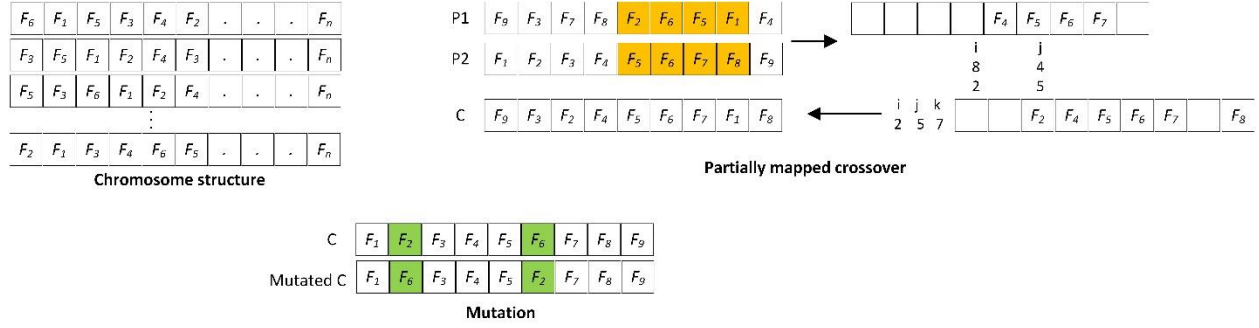 F6 F1 F5 F3 F4 F2 . . . Fn
F3 F5 F1 F2 F4 F3 . . . Fn
F5 F3 F6 F1 F2 F4 . . . Fn
⋮
F2 F1 F3 F4 F6 F5 . . . Fn
Chromosome structure
P1 F9 F3 F7 F8 F2 F6 F5 F1 F4
P2 F1 F2 F3 F4 F5 F6 F7 F8 F9
F4 F5 F6 F7
i j
8 4
2 5
C F9 F3 F2 F4 F5 F6 F7 F1 F8
i j k
2 5 7
F2 F4 F5 F6 F7 F8
Partially mapped crossover
C F1 F2 F3 F4 F5 F6 F7 F8 F9
Mutated C F1 F6 F3 F4 F5 F2 F7 F8 F9
Mutation